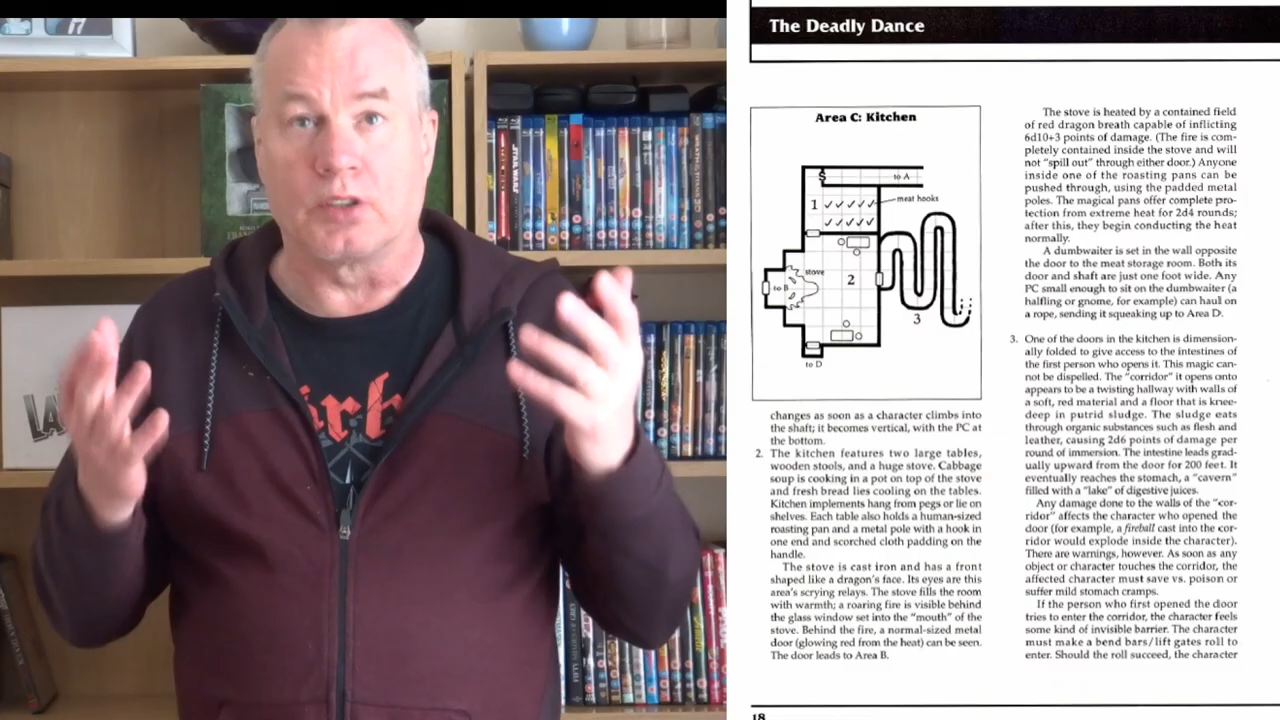 The Deadly Dance
Area C: Kitchen
$
to A
1
meat hooks
stove
2
to B
3
to D
changes as soon as a character climbs into
the shaft; it becomes vertical, with the PC at
the bottom.
2. The kitchen features two large tables,
wooden stools, and a huge stove. Cabbage
soup is cooking in a pot on top of the stove
and fresh bread lies cooling on the tables.
Kitchen implements hang from pegs or lie on
shelves. Each table also holds a human-sized
roasting pan and a metal pole with a hook in
one end and scorched cloth padding on the
handle.
The stove is cast iron and has a front
shaped like a dragon's face. Its eyes are this
area's scrying relays. The stove fills the room
with warmth; a roaring fire is visible behind
the glass window set into the "mouth" of the
stove. Behind the fire, a normal-sized metal
door (glowing red from the heat) can be seen.
The door leads to Area B.
The stove is heated by a contained field
of red dragon breath capable of inflicting
6d10+3 points of damage. (The fire is com-
pletely contained inside the stove and will
not "spill out" through either door.) Anyone
inside one of the roasting pans can be
pushed through, using the padded metal
poles. The magical pans offer complete pro-
tection from extreme heat for 2d4 rounds;
after this, they begin conducting the heat
normally.
A dumbwaiter is set in the wall opposite
the door to the meat storage room. Both its
door and shaft are just one foot wide. Any
PC small enough to sit on the dumbwaiter (a
halfling or gnome, for example) can haul on
a rope, sending it squeaking up to Area D.
3. One of the doors in the kitchen is dimension-
ally folded to give access to the intestines of
the first person who opens it. This magic can-
not be dispelled. The "corridor" it opens onto
appears to be a twisting hallway with walls of
a soft, red material and a floor that is knee-
deep in putrid sludge. The sludge eats
through organic substances such as flesh and
leather, causing 2d6 points of damage per
round of immersion. The intestine leads grad-
ually upward from the door for 200 feet. It
eventually reaches the stomach, a "cavern"
filled with a "lake" of digestive juices.
Any damage done to the walls of the "cor-
ridor" affects the character who opened the
door (for example, a fireball cast into the cor-
ridor would explode inside the character).
There are warnings, however. As soon as any
object or character touches the corridor, the
affected character must save vs. poison or
suffer mild stomach cramps.
If the person who first opened the door
tries to enter the corridor, the character feels
some kind of invisible barrier. The character
must make a bend bars/lift gates roll to
enter. Should the roll succeed, the character
18
STAR WARS
LA